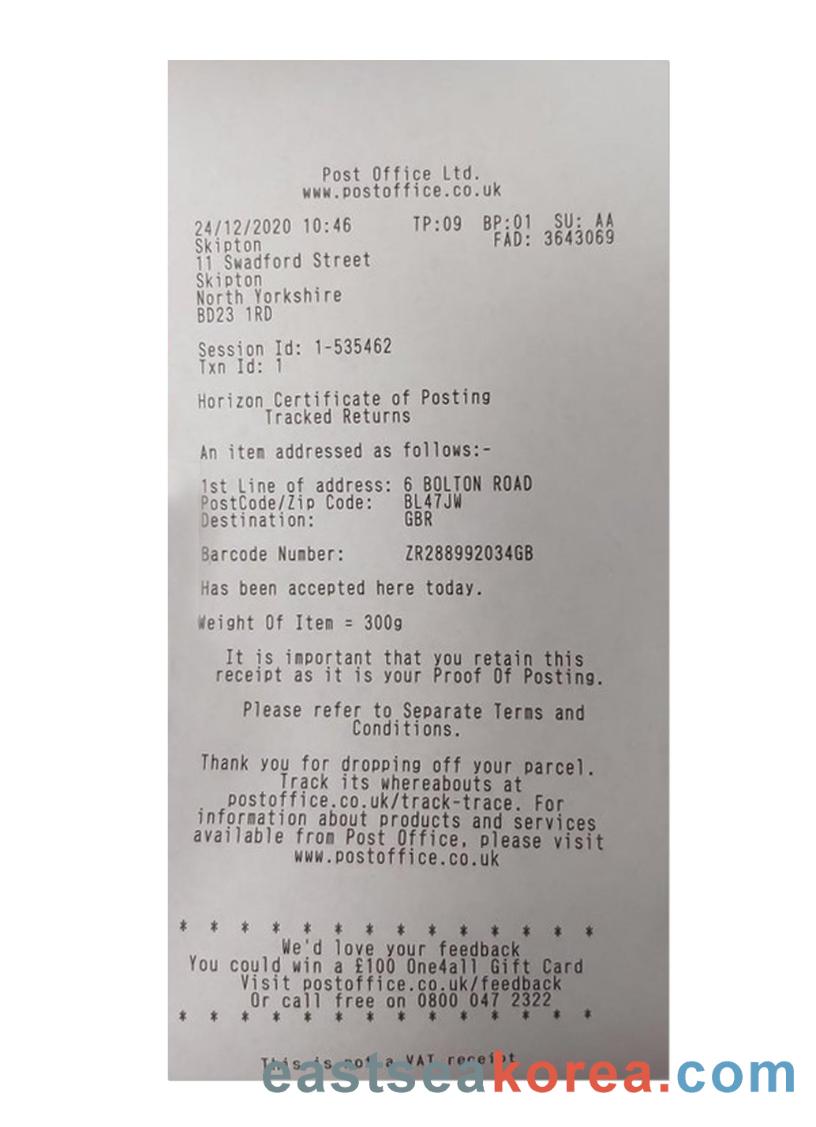 Post Office Ltd.
www.postoffice.co.uk
24/12/2020 10:46 TP:09 BP:01 SU: AA
Skipton FAD: 3643069
11 Swadford Street
Skipton
North Yorkshire
BD23 1RD
Session Id: 1-535462
Txn Id: 1
Horizon Certificate of Posting
Tracked Returns
An item addressed as follows:-
1st Line of address: 6 BOLTON ROAD
PostCode/Zip Code: BL47JW
Destination: GBR
Barcode Number: ZR288992034GB
Has been accepted here today.
Weight Of Item = 300g
It is important that you retain this
receipt as it is your Proof Of Posting.
Please refer to Separate Terms and
Conditions.
Thank you for dropping off your parcel.
Track its whereabouts at
postoffice.co.uk/track-trace. For
information about products and services
available from Post Office, please visit
www.postoffice.co.uk
* * * * * * * * * * * * * *
We'd love your feedback
You could win a £100 One4all Gift Card
Visit postoffice.co.uk/feedback
Or call free on 0800 047 2322
* * * * * * * * * * * * * *
This is not a VAT receipt
eastseakorea.com